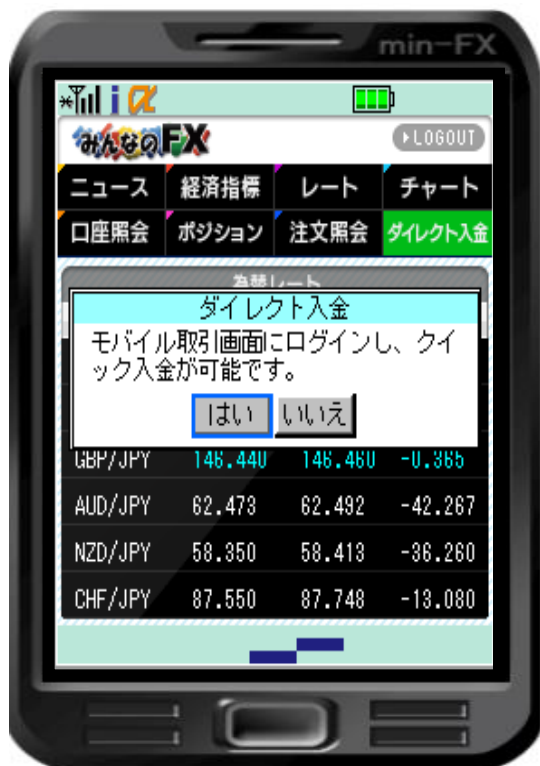 min-FX
i α
みんなのFX
LOGOUT
ニュース 経済指標 レート チャート
口座照会 ポジション 注文照会 ダイレクト入金
為替レート
ダイレクト入金
モバイル取引画面にログインし、クイ
ック入金が可能です。
はい いいえ
GBP/JPY 146.440 146.460 -0.365
AUD/JPY 62.473 62.492 -42.267
NZD/JPY 58.350 58.413 -36.260
CHF/JPY 87.550 87.748 -13.080